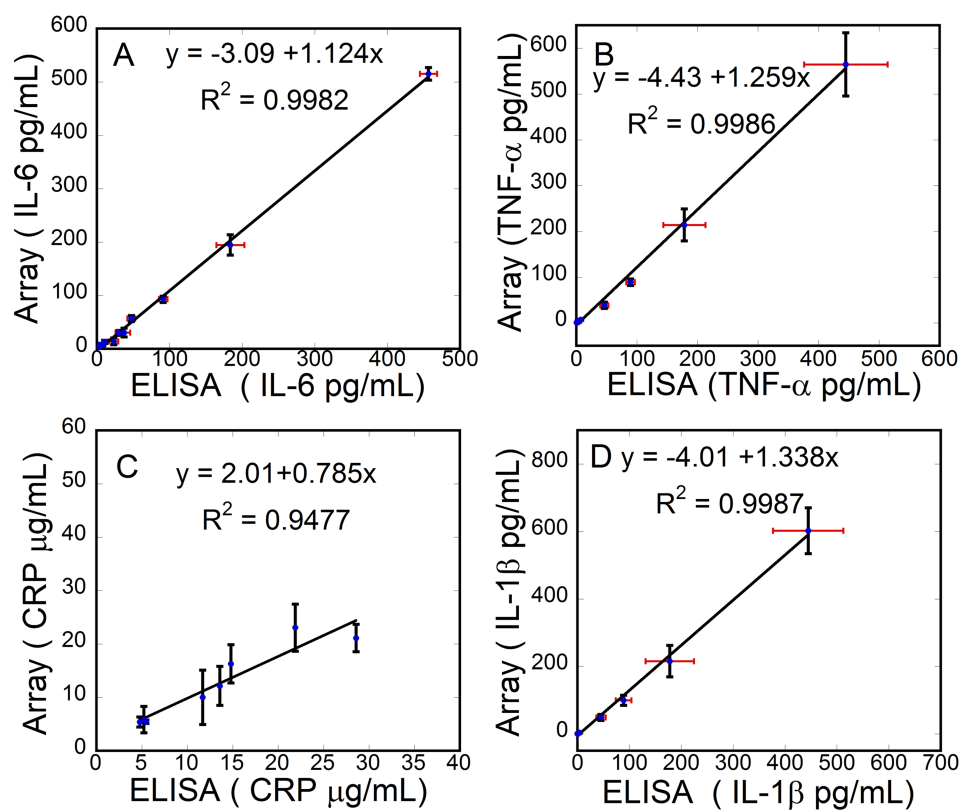 A
y = -3.09 +1.124x
R2 = 0.9982
Array ( IL-6 pg/mL)
600
500
400
300
200
100
0
0 100 200 300 400 500
ELISA ( IL-6 pg/mL)
B
y = -4.43 +1.259x
R2 = 0.9986
Array (TNF-α pg/mL)
600
500
400
300
200
100
0
0 100 200 300 400 500 600
ELISA (TNF-α pg/mL)
C
y = 2.01+0.785x
R2 = 0.9477
Array ( CRP μg/mL)
60
50
40
30
20
10
0
0 5 10 15 20 25 30 35 40
ELISA ( CRP μg/mL)
D
y = -4.01 +1.338x
R2 = 0.9987
Array ( IL-1β pg/mL)
800
600
400
200
0
0 100 200 300 400 500 600 700
ELISA ( IL-1β pg/mL)